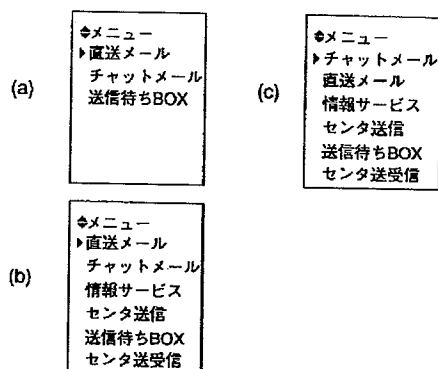 (a)
◆メニュー
▶直送メール
チャットメール
送信待ちBOX
(b)
◆メニュー
▶直送メール
チャットメール
情報サービス
センタ送信
送信待ちBOX
センタ送受信
(c)
◆メニュー
▶チャットメール
直送メール
情報サービス
センタ送信
送信待ちBOX
センタ送受信